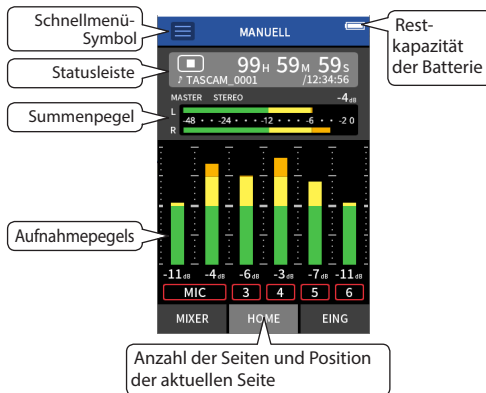 Schnellmenü-
Symbol
MANUELL
Rest-
kapazität
der Batterie
Statusleiste
99H 59M 59S
♪ TASCAM_0001 /12:34:56
MASTER STEREO -4dB
Summenpegel
L
-48 · · -24 · · · -12 · · · -6 · · -2 0
R
Aufnahmepegels
-11dB -4dB -6dB -3dB -7dB -11dB
MIC 3 4 5 6
MIXER HOME EING
Anzahl der Seiten und Position
der aktuellen Seite